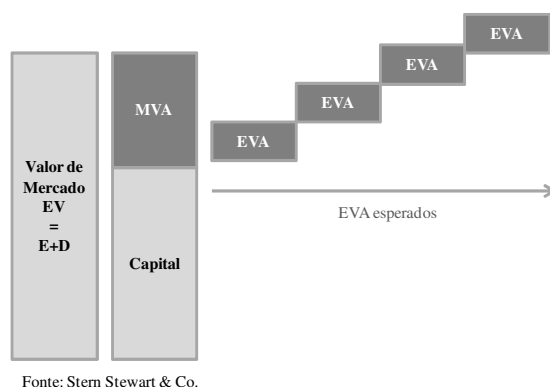 Valor de
Mercado
EV
=
E+D
MVA
Capital
EVA
EVA
EVA
EVA
EVA esperados
Fonte: Stern Stewart & Co.